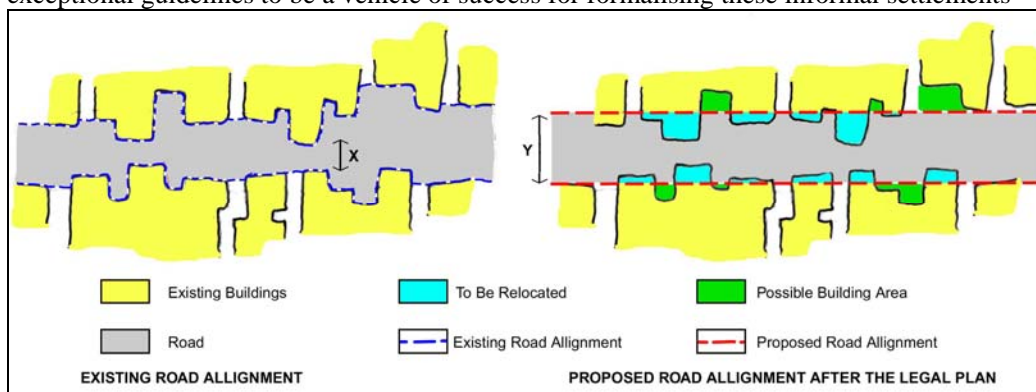 exceptional guidelines to be a vehicle of success for formalising these informal settlements
X
Y
Existing Buildings
To Be Relocated
Possible Building Area
Road
Existing Road Allignment
Proposed Road Allignment
EXISTING ROAD ALLIGNMENT
PROPOSED ROAD ALLIGNMENT AFTER THE LEGAL PLAN